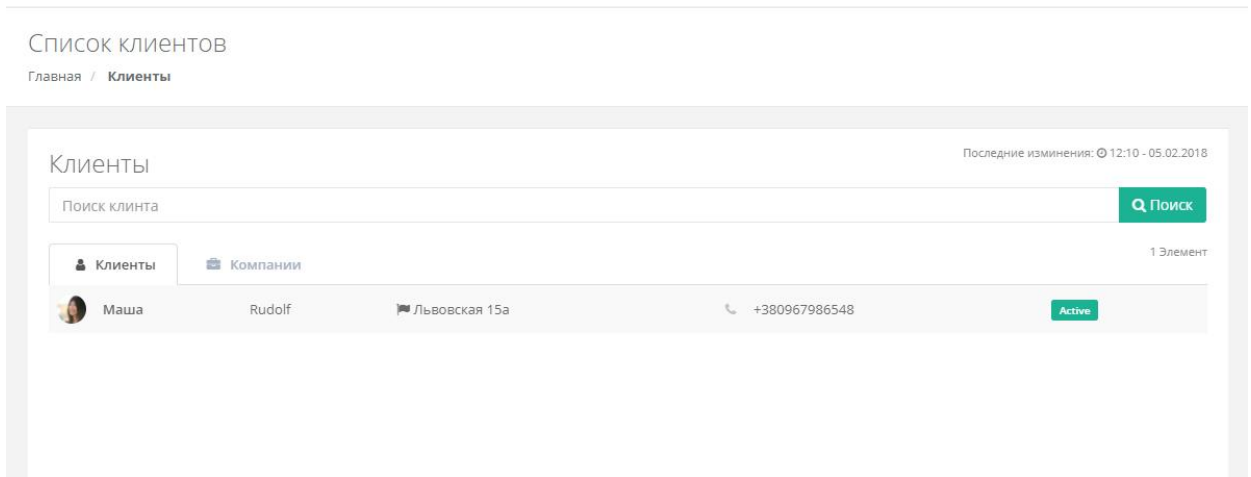 Список клиентов
Главная / Клиенты
Клиенты
Последние изминения: 12:10 - 05.02.2018
Поиск клинта
Поиск
Клиенты
Компании
1 Элемент
Маша Rudolf Львовская 15а +380967986548 Active